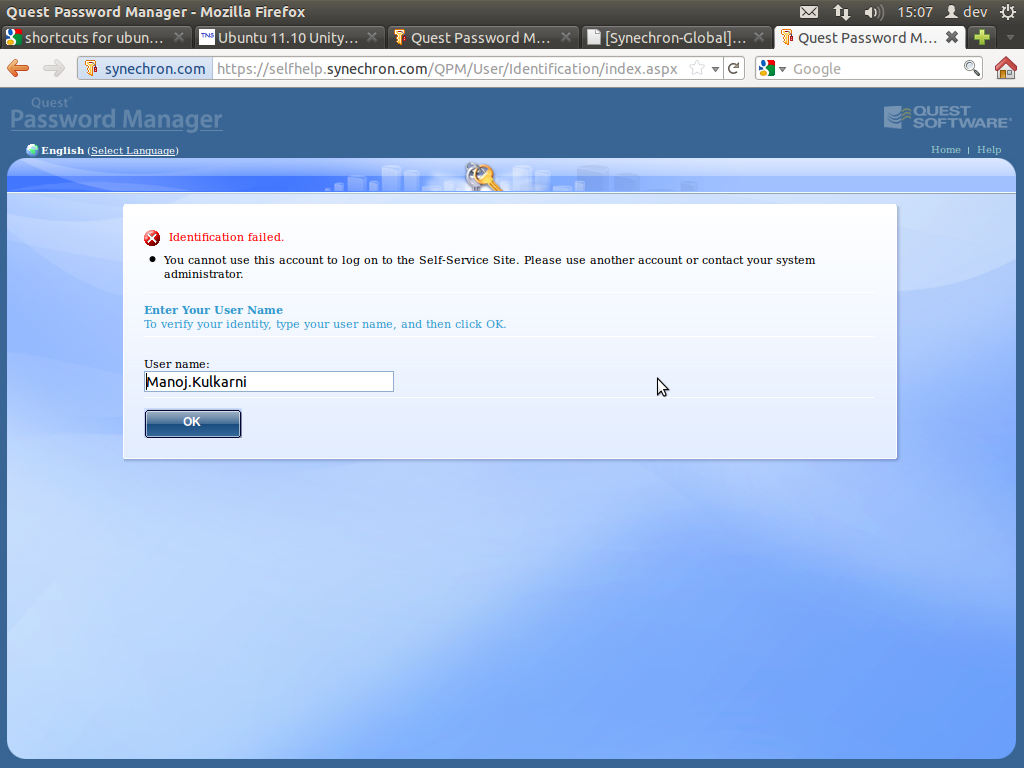 Quest Password Manager - Mozilla Firefox
15:07 dev
shortcuts for ubun...
TNS Ubuntu 11.10 Unity...
Quest Password M...
[Synechron-Global]...
Quest Password M...
synechron.com https://selfhelp.synechron.com/QPM/User/Identification/index.aspx
Google
Quest®
Password Manager
QUEST
SOFTWARE®
English (Select Language)
Home | Help
Identification failed.
You cannot use this account to log on to the Self-Service Site. Please use another account or contact your system
administrator.
Enter Your User Name
To verify your identity, type your user name, and then click OK.
User name:
Manoj.Kulkarni
OK